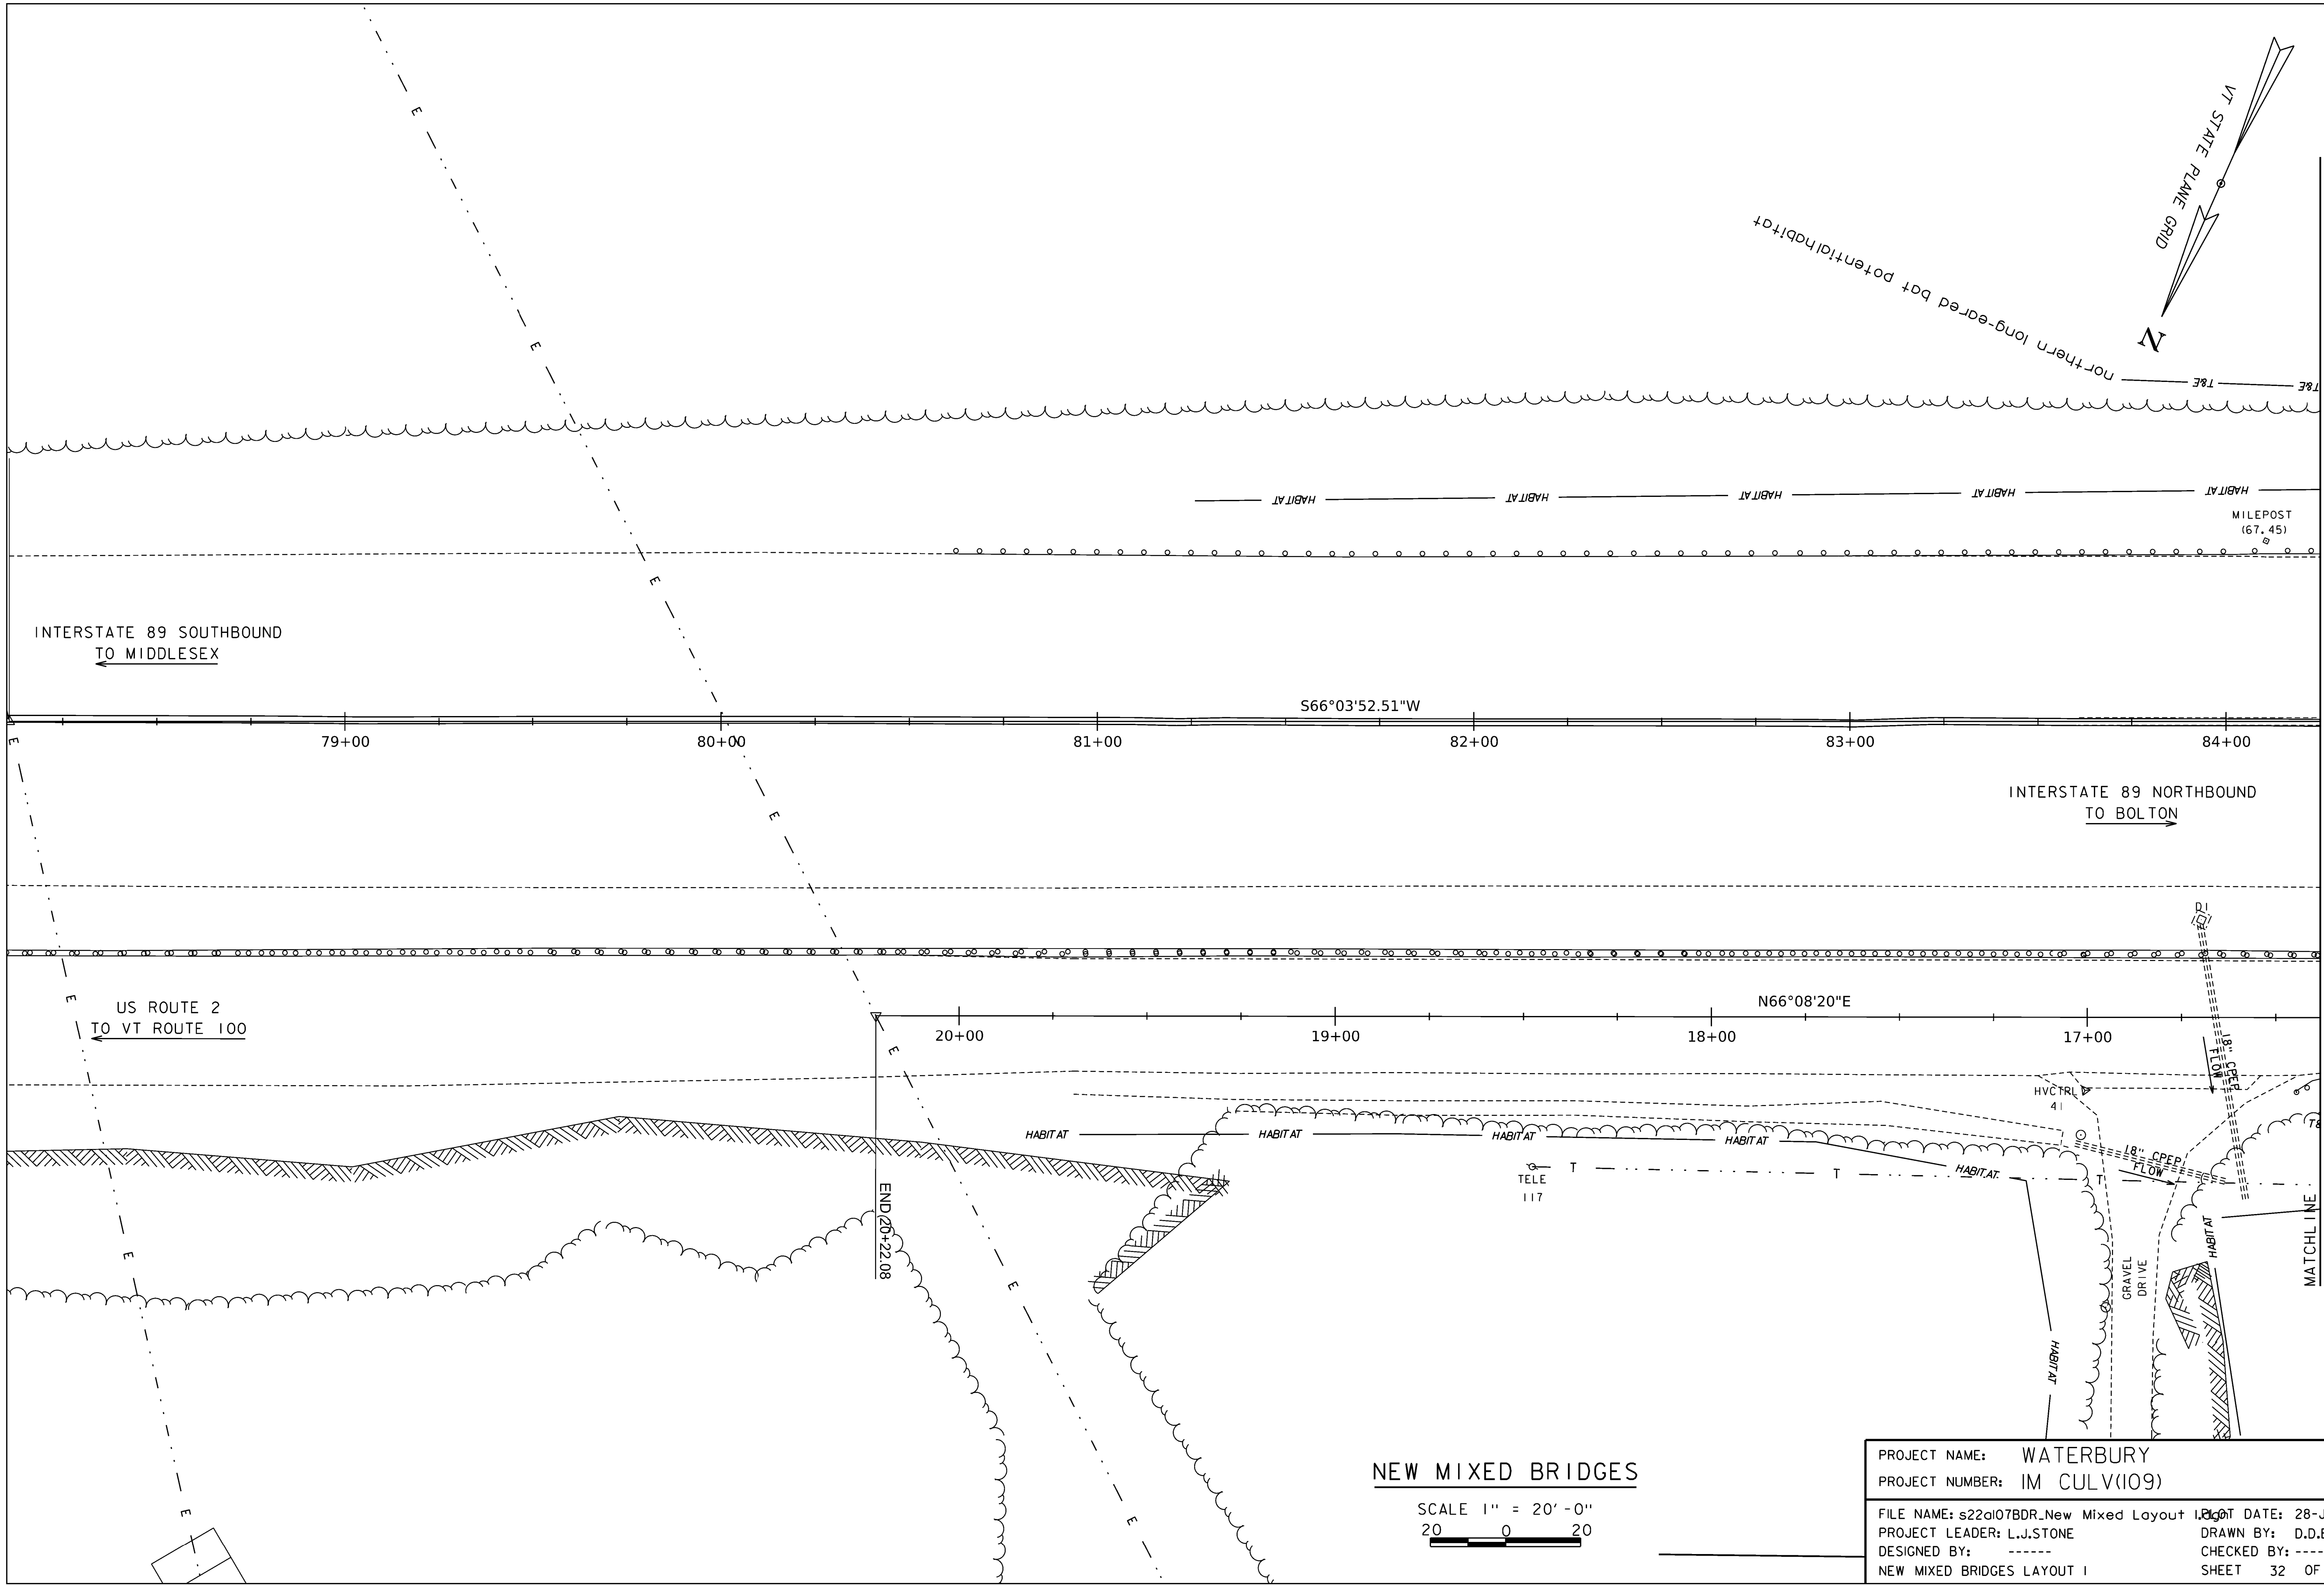 VT STATE PLANE GRID
N
northern long-eared bat potentialhabitat
T&E
T&E
E
E
E
HABITAT
HABITAT
HABITAT
HABITAT
HABITAT
MILEPOST
(67.45)
INTERSTATE 89 SOUTHBOUND
TO MIDDLESEX
S66°03'52.51"W
79+00
80+00
81+00
82+00
83+00
84+00
E
E
INTERSTATE 89 NORTHBOUND
TO BOLTON
DI
US ROUTE 2
TO VT ROUTE 100
E
N66°08'20"E
20+00
19+00
18+00
17+00
E
18" CPEP
FLOW
HVCTRL
41
HABITAT
HABITAT
HABITAT
HABITAT
HABITAT
18" CPEP
FLOW
TELE
117
T
T
T
END 20+22.08
E
E
HABITAT
HABITAT
GRAVEL
DRIVE
MATCHLINE
E
E
NEW MIXED BRIDGES
SCALE 1" = 20'-0"
20 0 20
PROJECT NAME: WATERBURY
PROJECT NUMBER: IM CULV(109)
FILE NAME: s22a107BDR_New Mixed Layout 1.dgn PLOT DATE: 28-J
PROJECT LEADER: L.J.STONE DRAWN BY: D.D.
DESIGNED BY: ------ CHECKED BY: ----
NEW MIXED BRIDGES LAYOUT 1 SHEET 32 OF